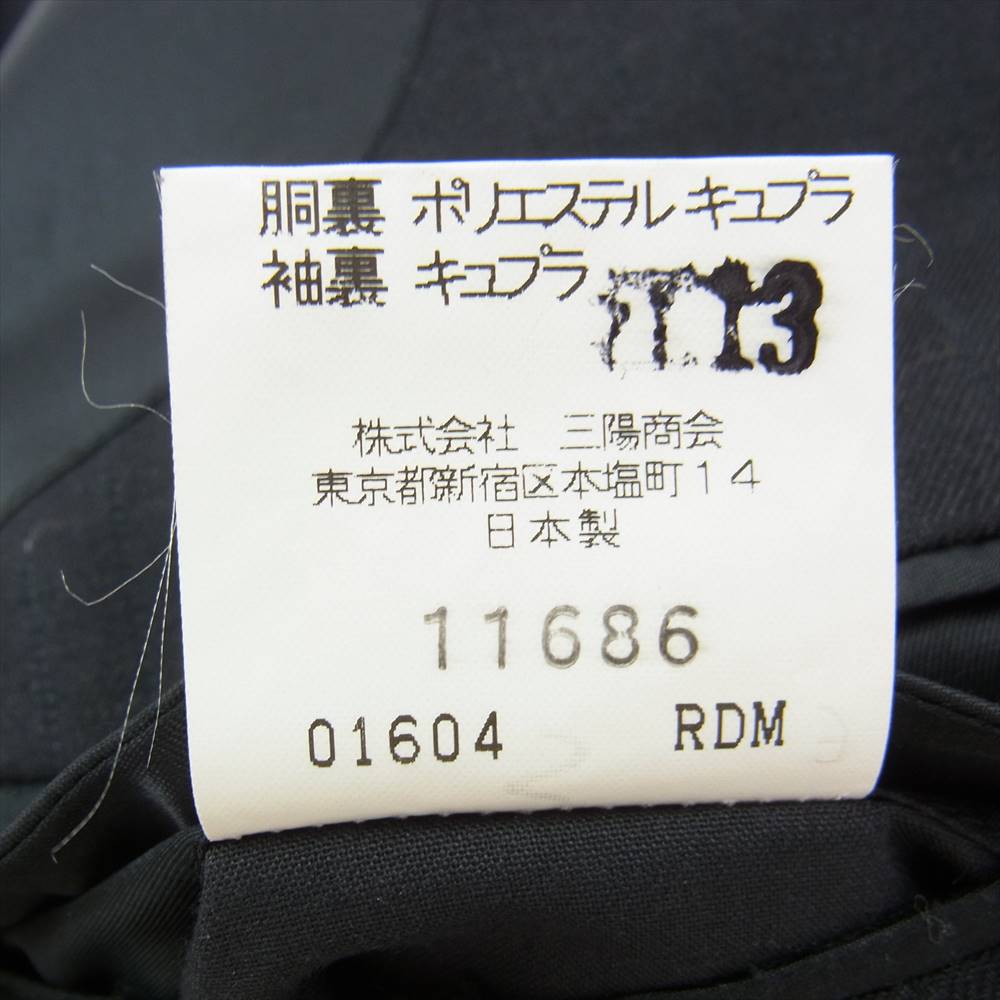 胴裏 ポリエステル キュプラ
袖裏 キュプラ
13
株式会社 三陽商会
東京都新宿区本塩町14
日本製
11686
01604 RDM